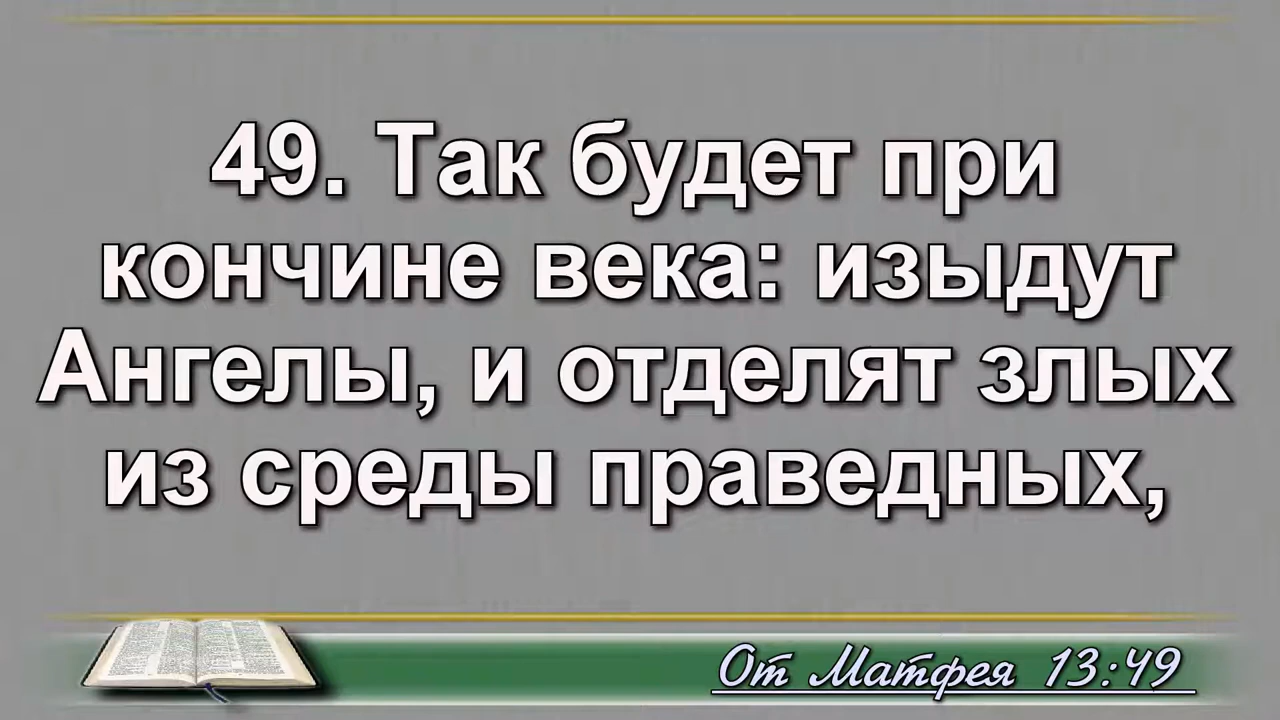 49. Так будет при
кончине века: изыдут
Ангелы, и отделят злых
из среды праведных,
От Матфея 13:49